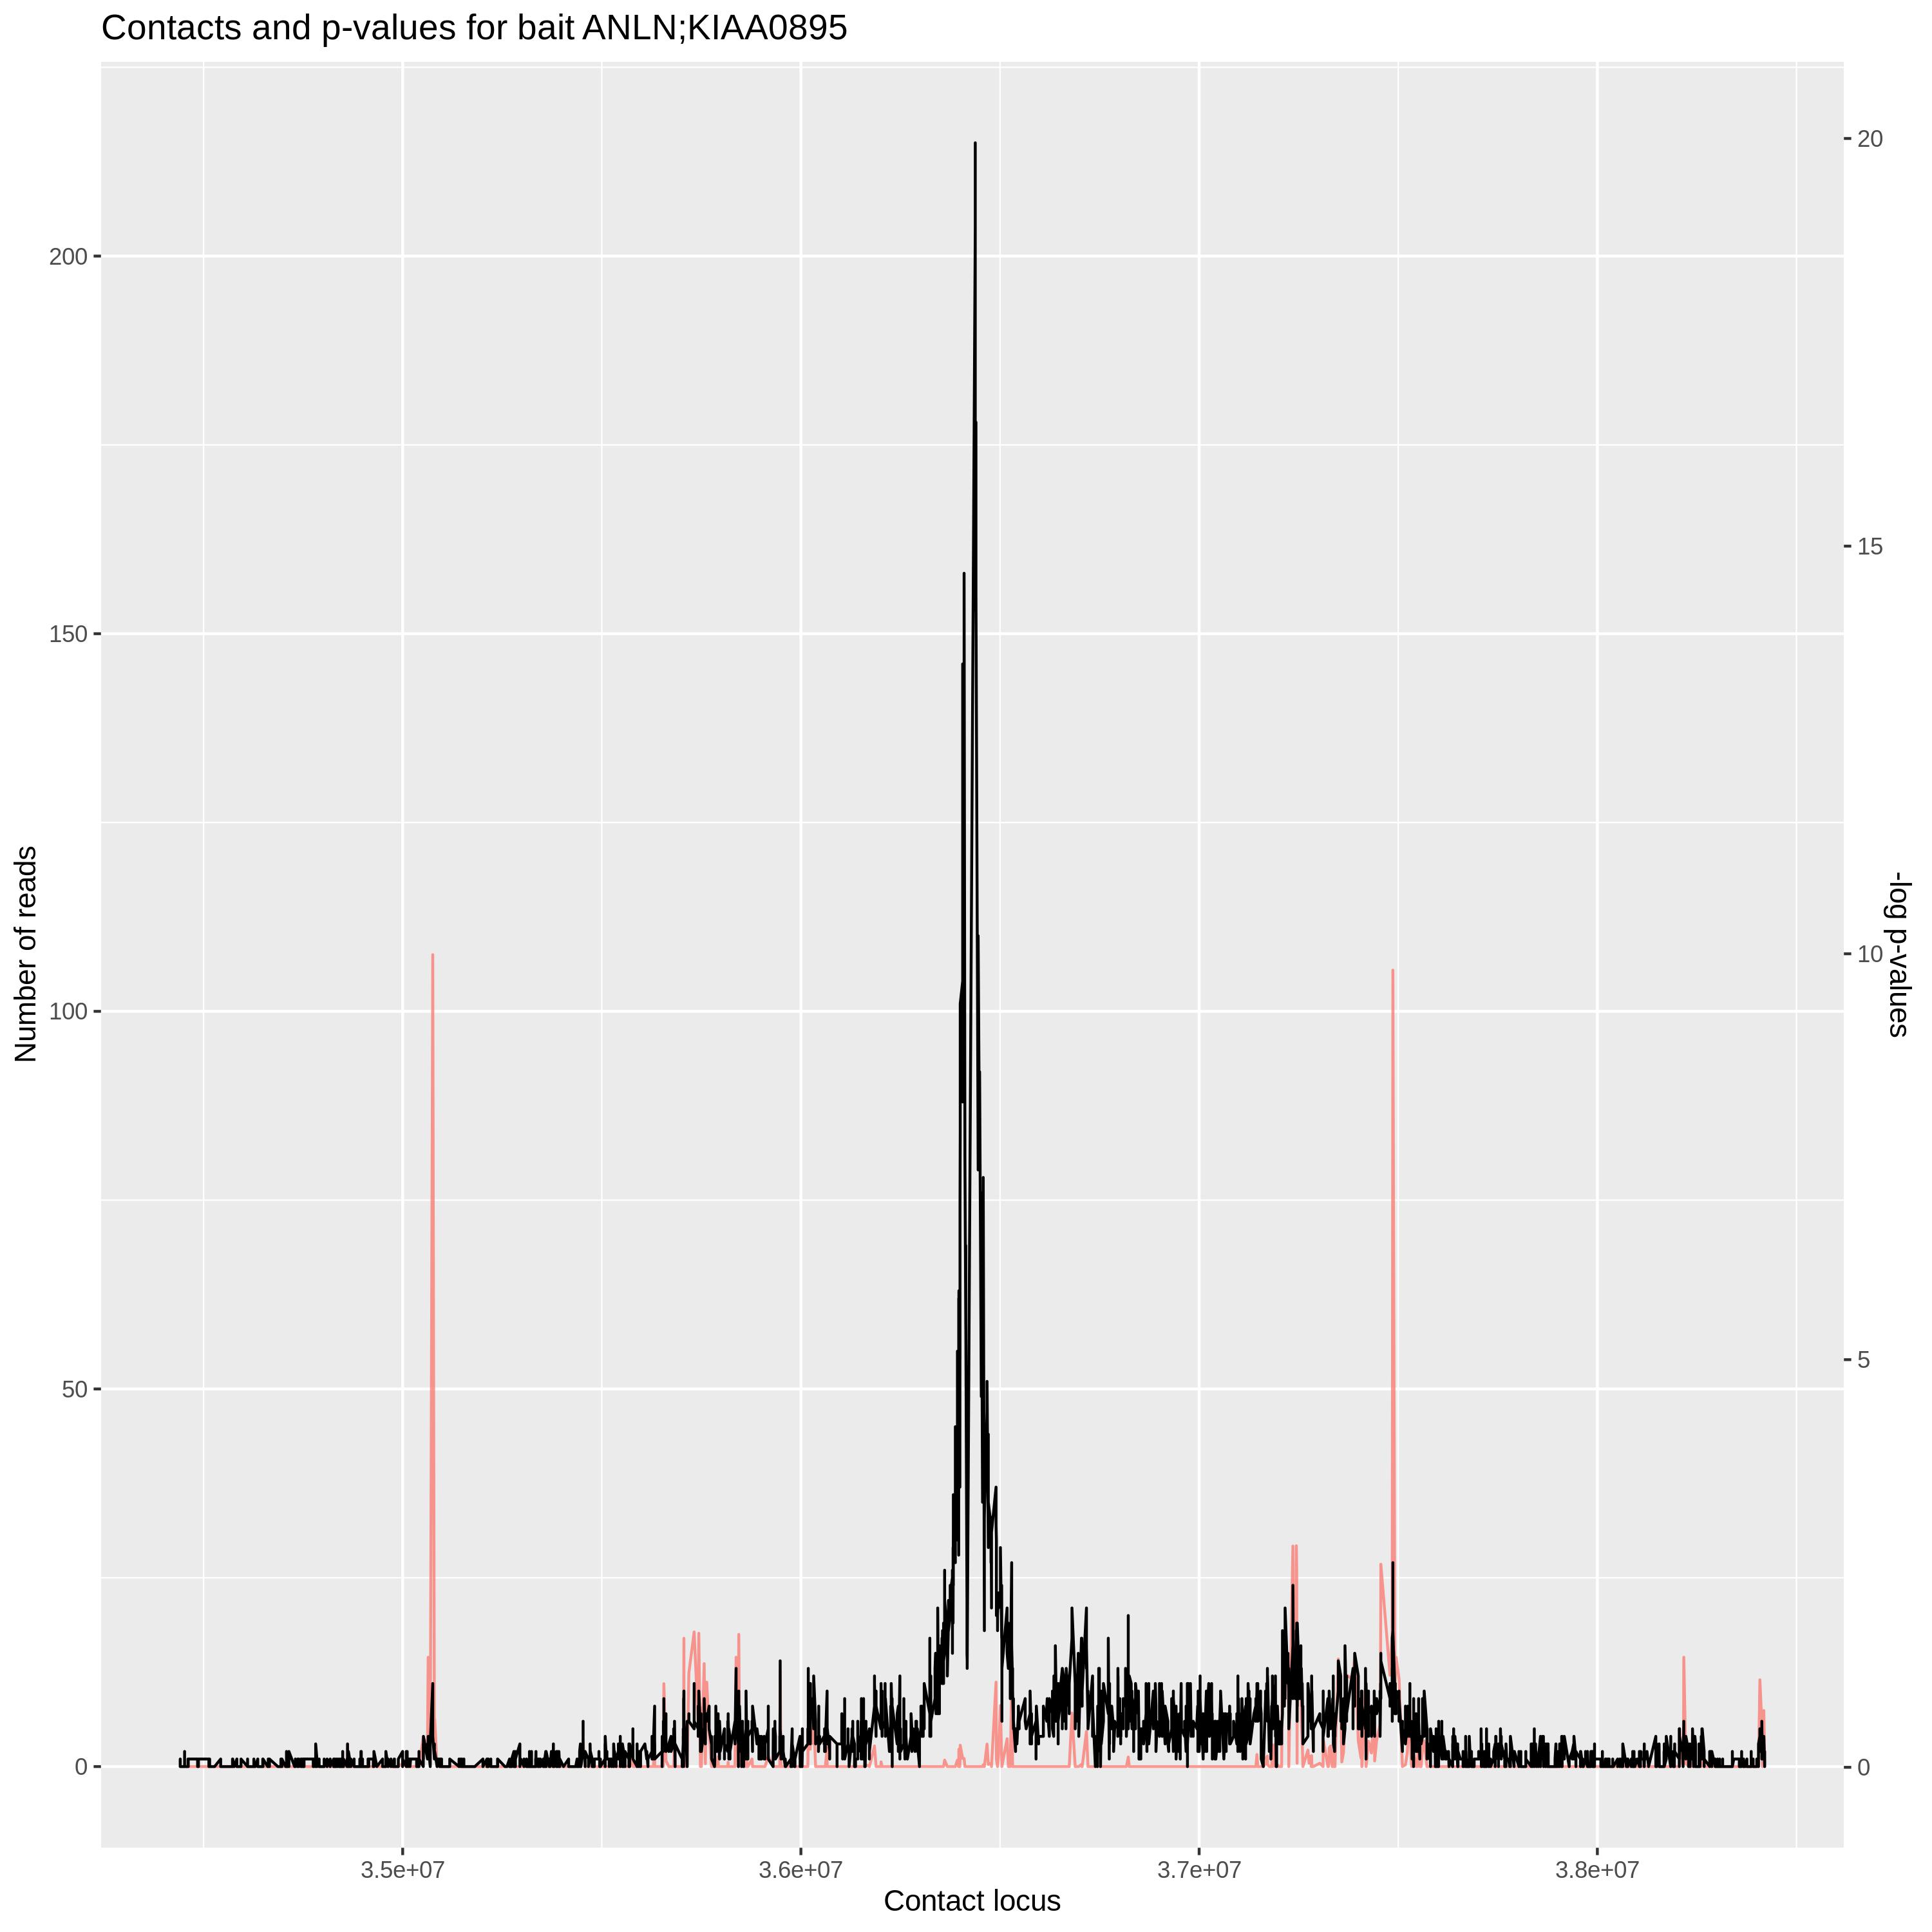 Contacts and p-values for bait ANLN;KIAA0895
200
150
100
50
0
Number of reads
20
15
10
5
0
-log p-values
3.5e+07
3.6e+07
3.7e+07
3.8e+07
Contact locus